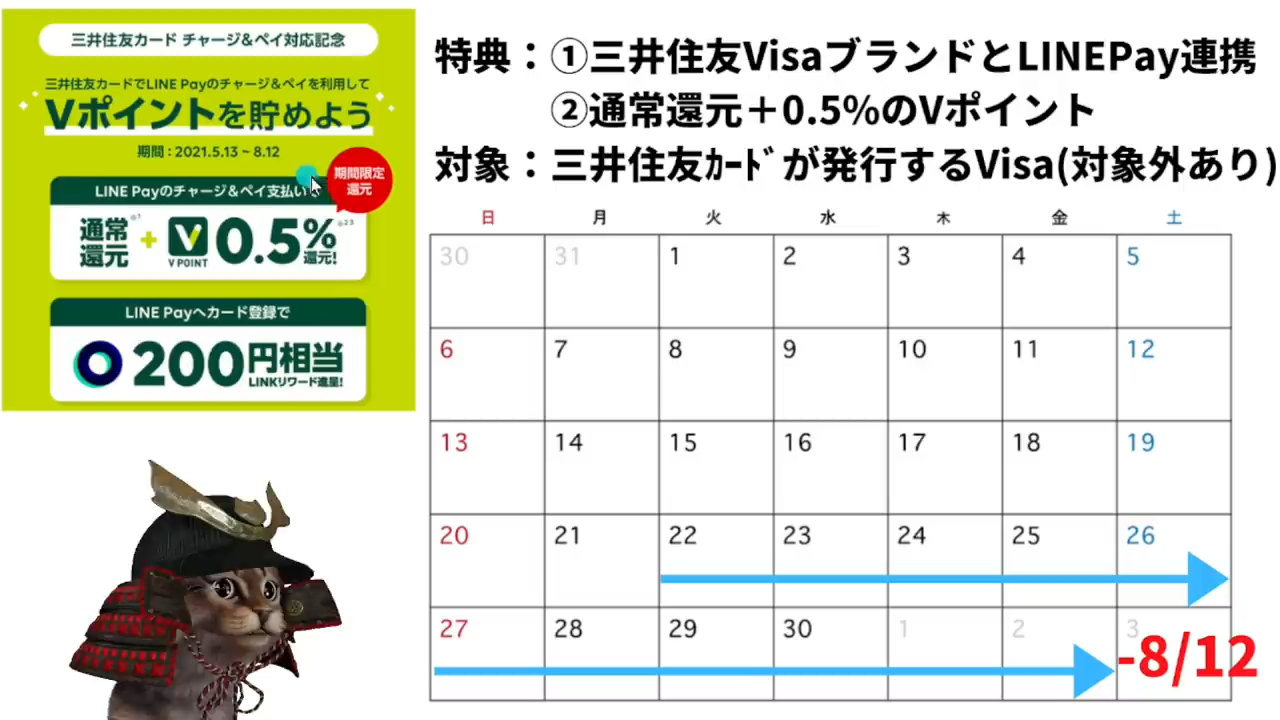 三井住友カード チャージ&ペイ対応記念
三井住友カードでLINE Payのチャージ&ペイを利用して
Vポイントを貯めよう
期間:2021.5.13 ~ 8.12
期間限定
還元
LINE Payのチャージ&ペイ支払い
通常
還元
※1
+
V POINT
0.5%
※23
還元!
LINE Payへカード登録で
200円相当
LINKリワード進呈!
特典:①三井住友VisaブランドとLINEPay連携
②通常還元+0.5%のVポイント
対象:三井住友ｶｰﾄﾞが発行するVisa(対象外あり)
日 月 火 水 木 金 土
30 31 1 2 3 4 5
6 7 8 9 10 11 12
13 14 15 16 17 18 19
20 21 22 23 24 25 26
27 28 29 30 1 2 3
-8/12